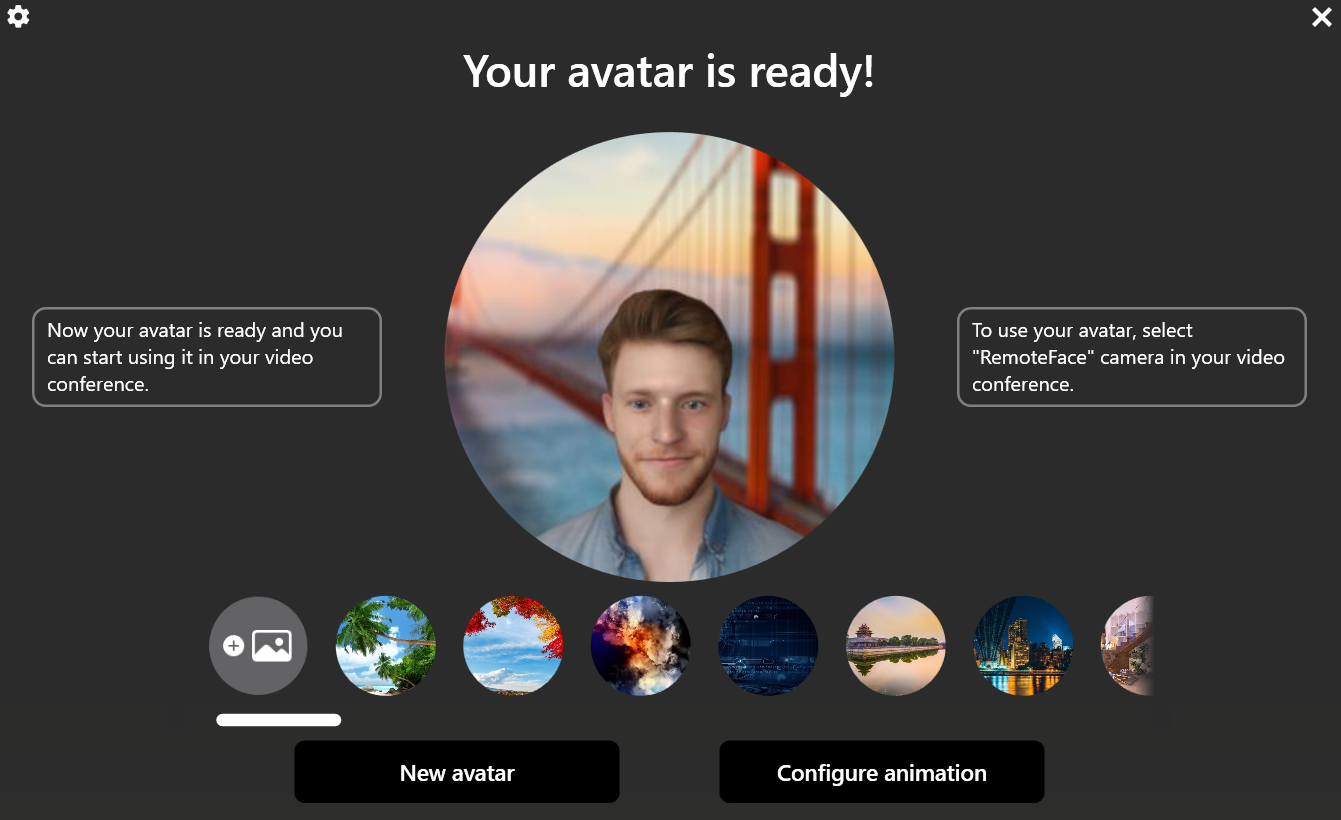 Your avatar is ready!
Now your avatar is ready and you
can start using it in your video
conference.
To use your avatar, select
"RemoteFace" camera in your video
conference.
New avatar
Configure animation